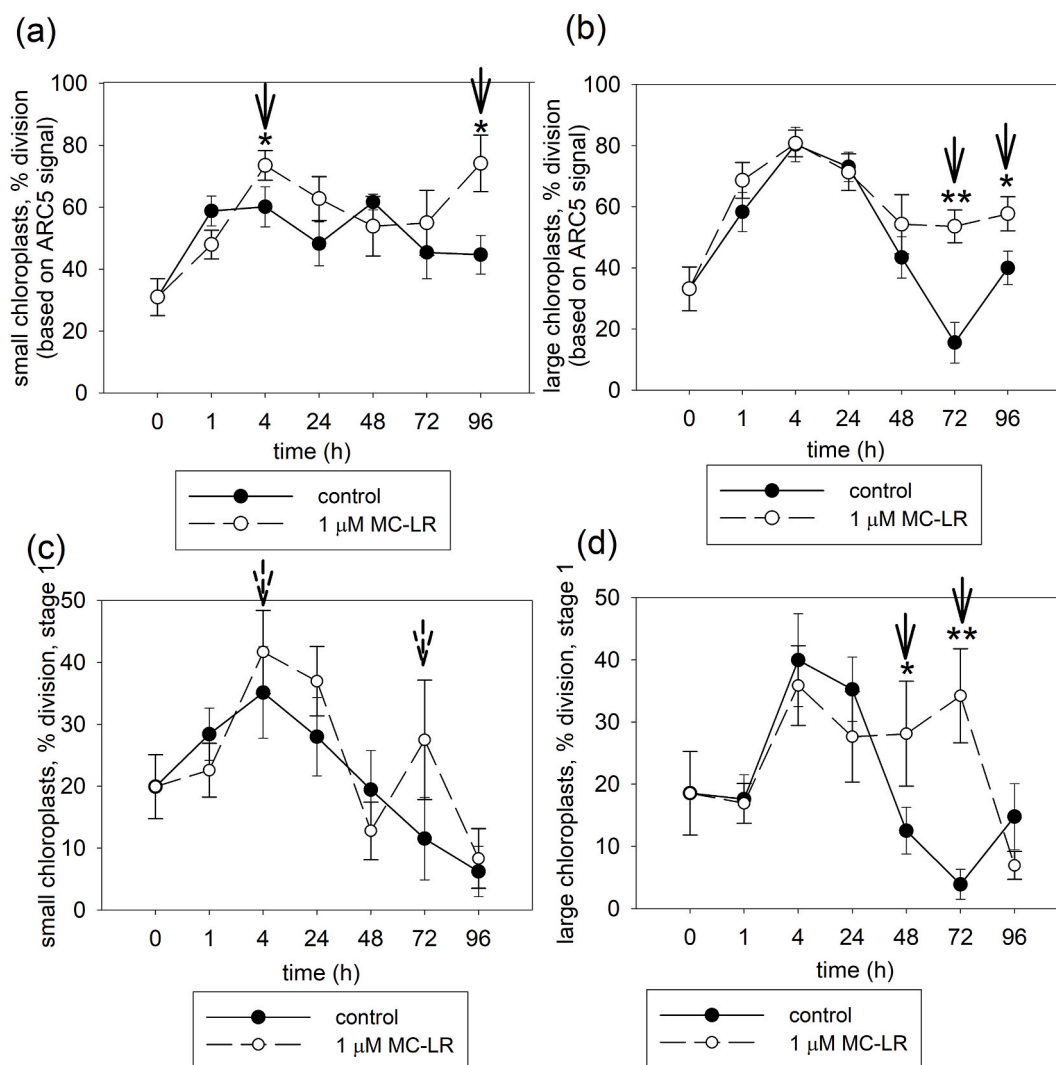 (a)
small chloroplasts, % division
(based on ARC5 signal)
100
80
60
40
20
0
*
*
0 1 4 24 48 72 96
time (h)
control
1 μM MC-LR
(b)
large chloroplasts, % division
(based on ARC5 signal)
100
80
60
40
20
0
**
*
0 1 4 24 48 72 96
time (h)
control
1 μM MC-LR
(c)
small chloroplasts, % division, stage 1
50
40
30
20
10
0
0 1 4 24 48 72 96
time (h)
control
1 μM MC-LR
(d)
large chloroplasts, % division, stage 1
50
40
30
20
10
0
*
**
0 1 4 24 48 72 96
time (h)
control
1 μM MC-LR